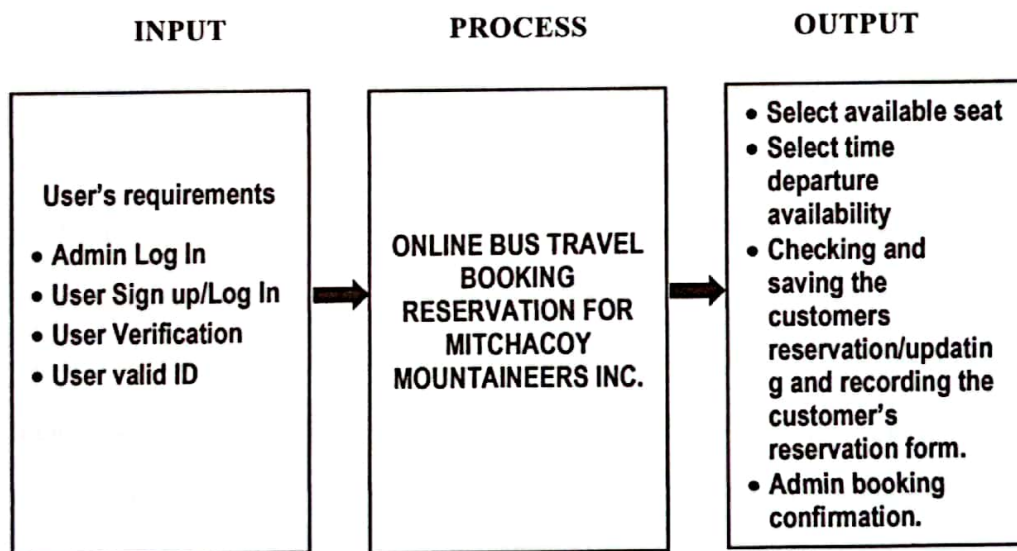 INPUT
PROCESS
OUTPUT
User's requirements
• Admin Log In
• User Sign up/Log In
• User Verification
• User valid ID
ONLINE BUS TRAVEL
BOOKING
RESERVATION FOR
MITCHACOY
MOUNTAINEERS INC.
• Select available seat
• Select time
departure
availability
• Checking and
saving the
customers
reservation/updatin
g and recording the
customer's
reservation form.
• Admin booking
confirmation.